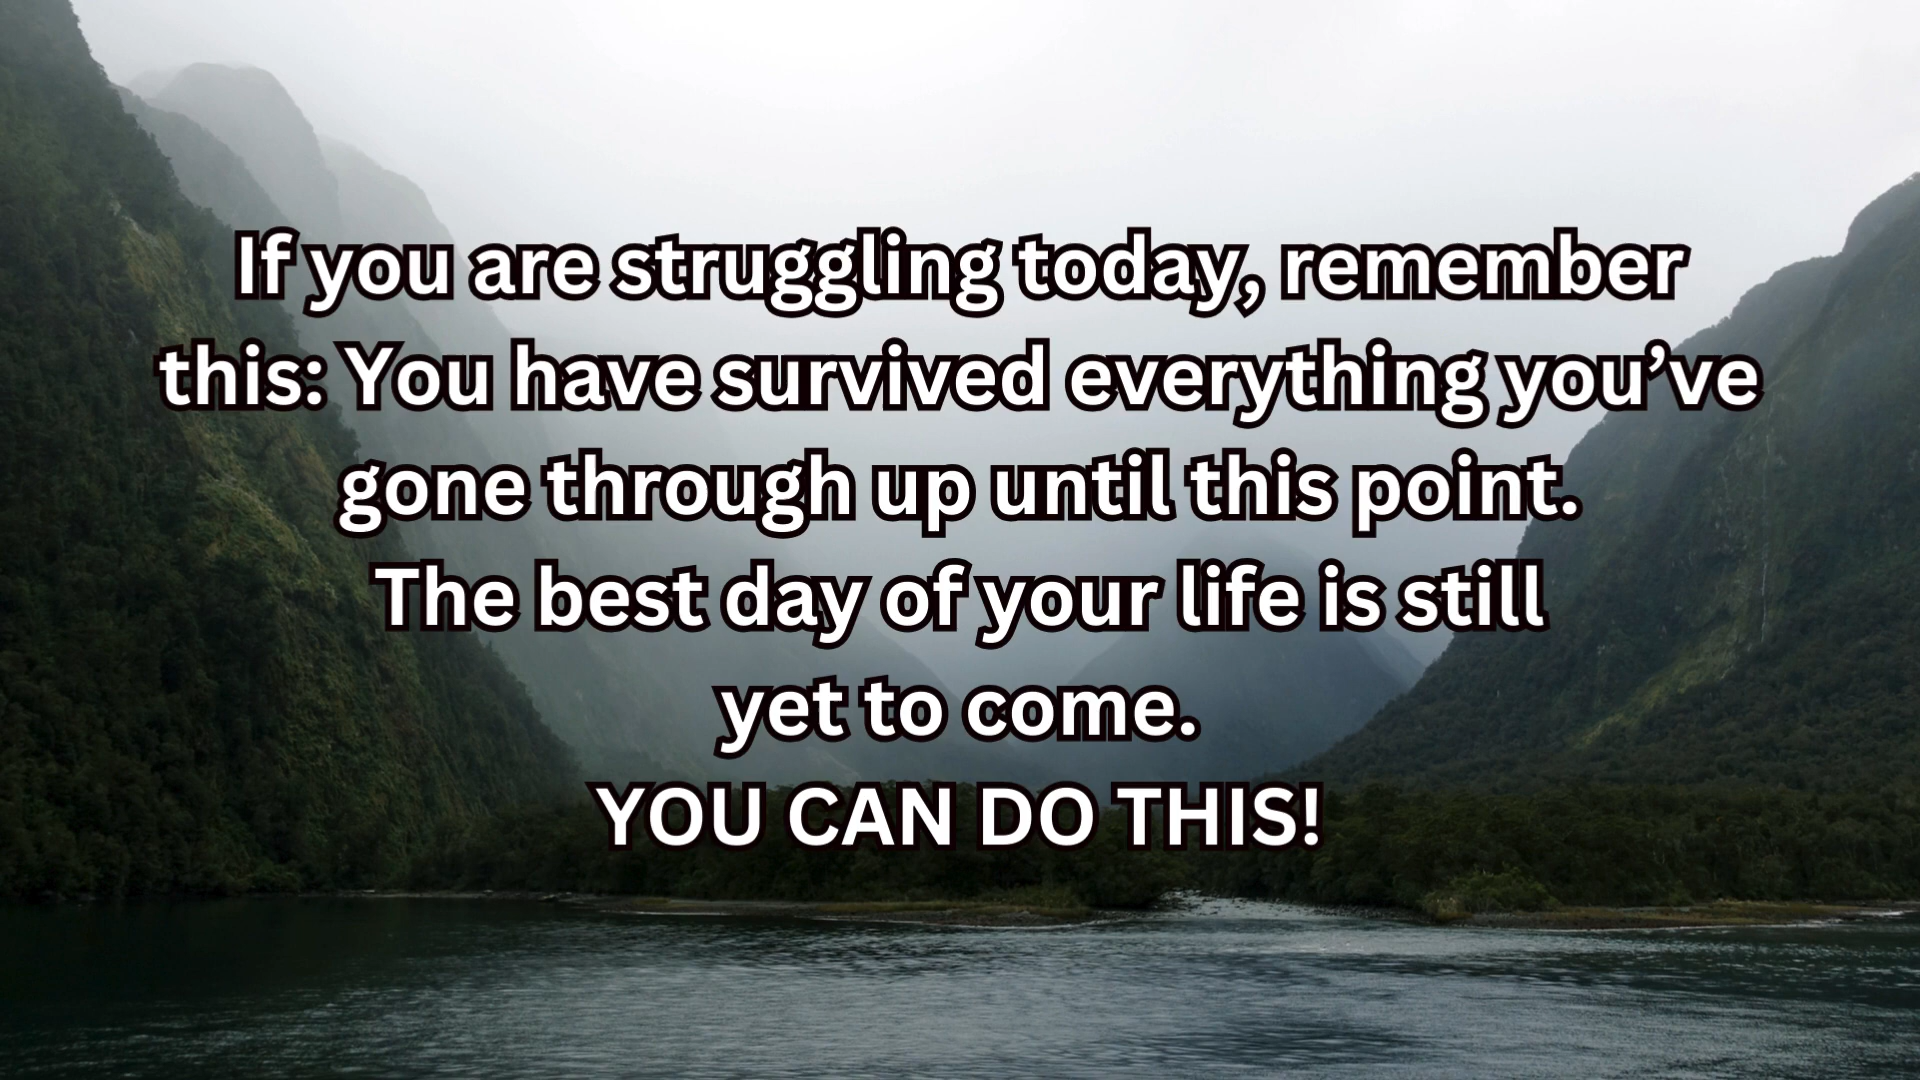 If you are struggling today, remember
this: You have survived everything you’ve
gone through up until this point.
The best day of your life is still
yet to come.
YOU CAN DO THIS!